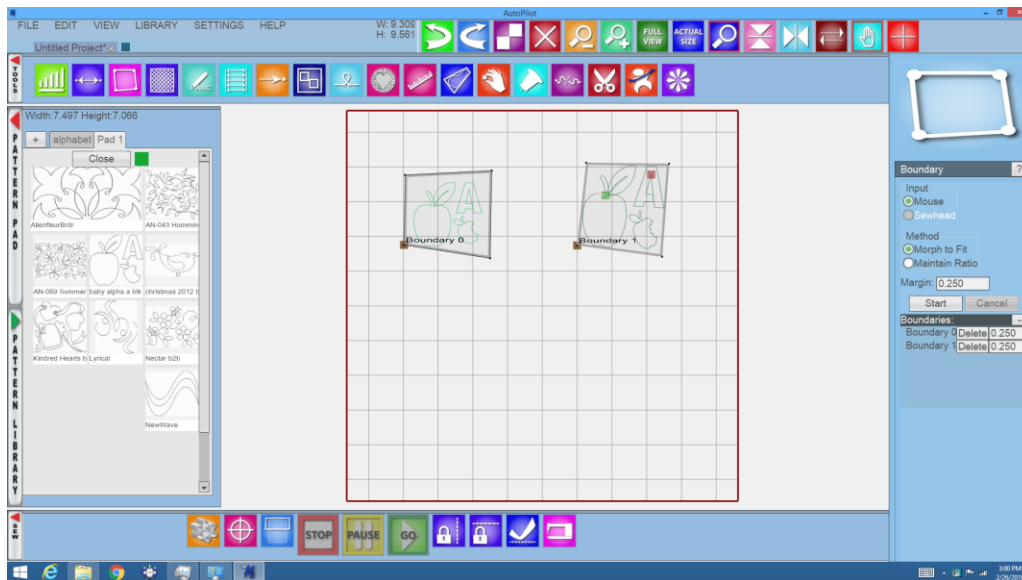 AutoPilot
FILE EDIT VIEW LIBRARY SETTINGS HELP
W: 9.309
H: 9.561
FULL VIEW
ACTUAL SIZE
Untitled Project*
TOOLS
ABC
Width:7.497 Height:7.066
+ alphabet Pad 1
Close
PATTERN PAD
AlienfleurBrdr
AN-043 Hummin
AN-069 Summer
baby alpha a blk
christmas 2012 b
Kindred Hearts b
Lyrical
Nectar b2b
NewWave
PATTERN LIBRARY
A
Boundary 0
A
Boundary 1
Boundary ?
Input
Mouse
Sewhead
Method
Morph to Fit
Maintain Ratio
Margin: 0.250
Start Cancel
Boundaries: -
Boundary 0 Delete 0.250
Boundary 1 Delete 0.250
SEW
STOP
PAUSE
GO
3:00 PM